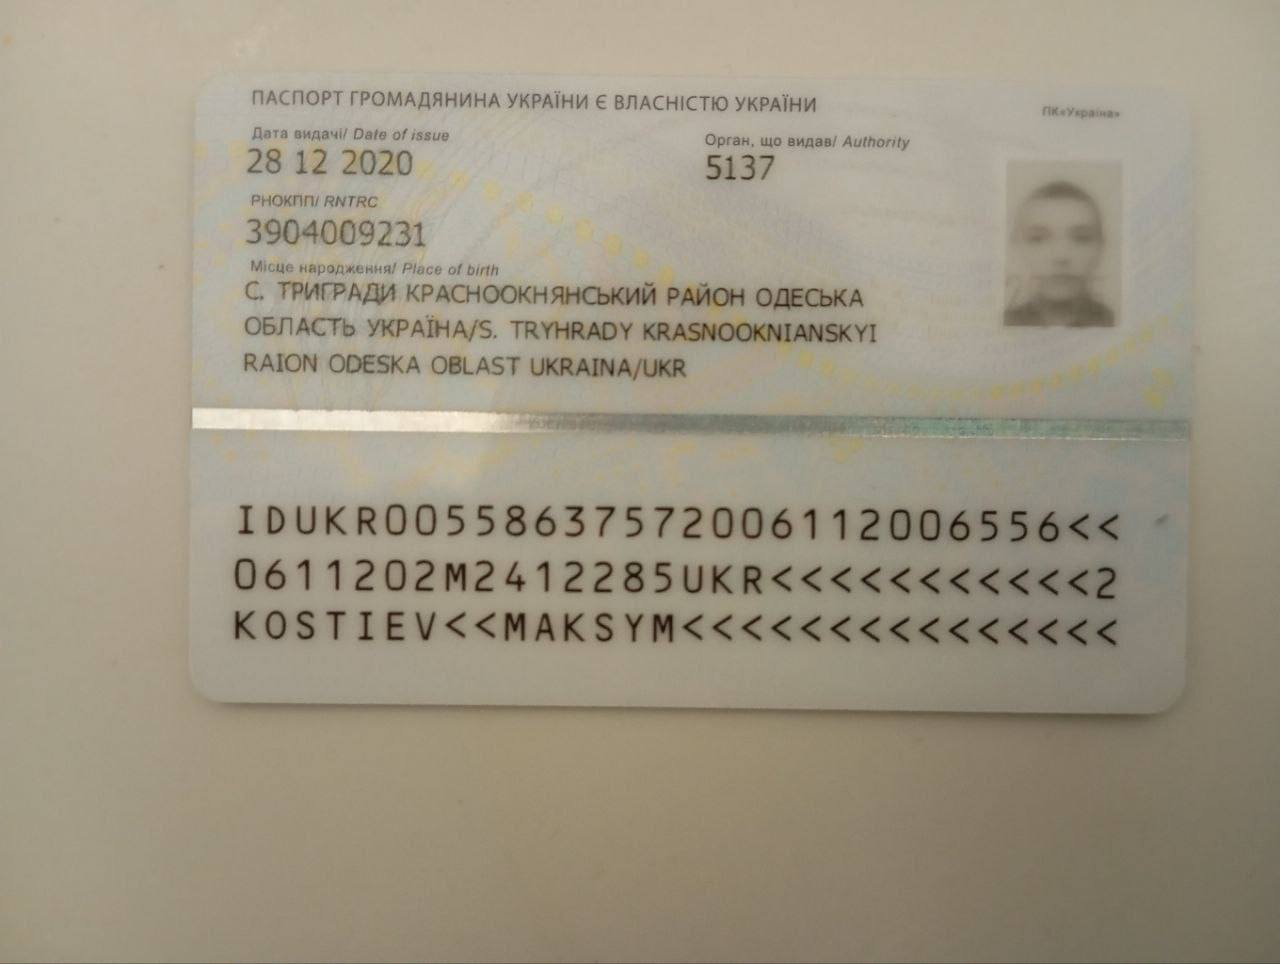 ПАСПОРТ ГРОМАДЯНИНА УКРАЇНИ Є ВЛАСНІСТЮ УКРАЇНИ
ПК«Україна»
Дата видачі/ Date of issue
28 12 2020
Орган, що видав/ Authority
5137
РНОКПП/ RNTRC
3904009231
Місце народження/ Place of birth
С. ТРИГРАДИ КРАСНООКНЯНСЬКИЙ РАЙОН ОДЕСЬКА
ОБЛАСТЬ УКРАЇНА/S. TRYHRADY KRASNOOKNIANSKYI
RAION ODESKA OBLAST UKRAINA/UKR
IDUKR005586375720061112006556<<
0611202M2412285UKR<<<<<<<<<<<2
KOSTIEV<<MAKSYM<<<<<<<<<<<<<<<